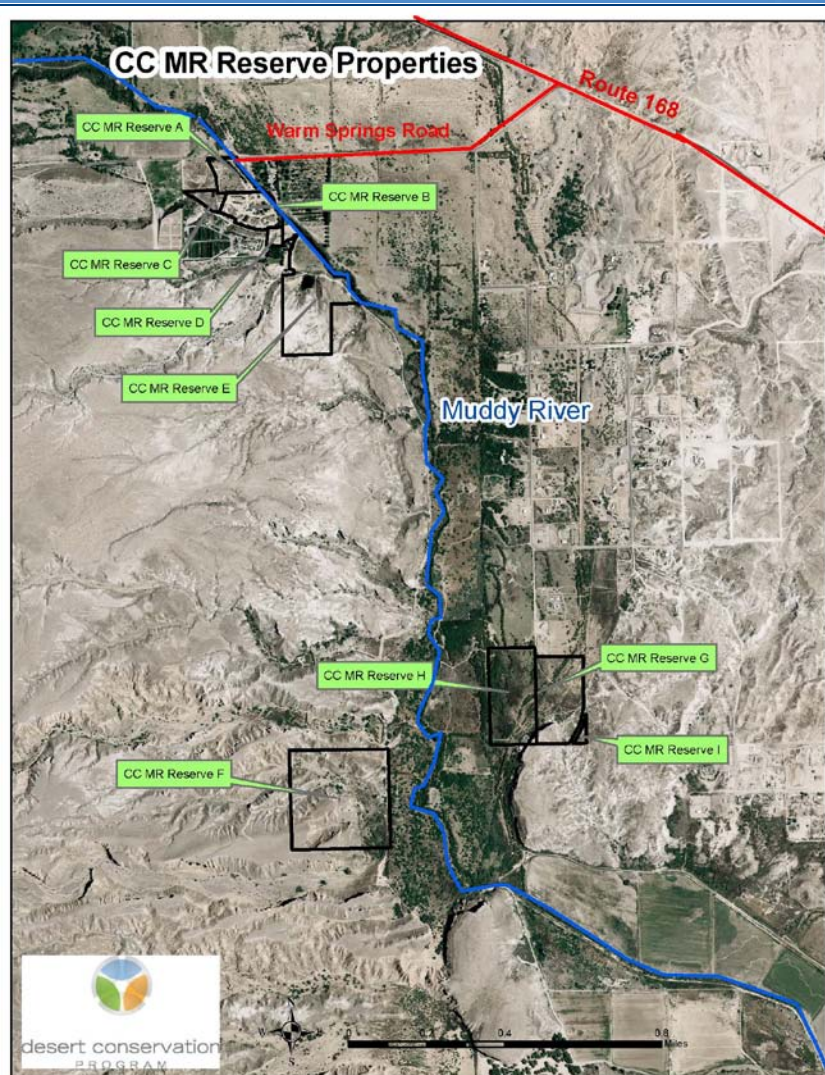 CC MR Reserve Properties
Route 168
CC MR Reserve A
Warm Springs Road
CC MR Reserve B
CC MR Reserve C
CC MR Reserve D
CC MR Reserve E
Muddy River
CC MR Reserve G
CC MR Reserve H
CC MR Reserve I
CC MR Reserve F
desert conservation
PROGRAM
W E
S
0 0.2 0.4 0.8
Miles